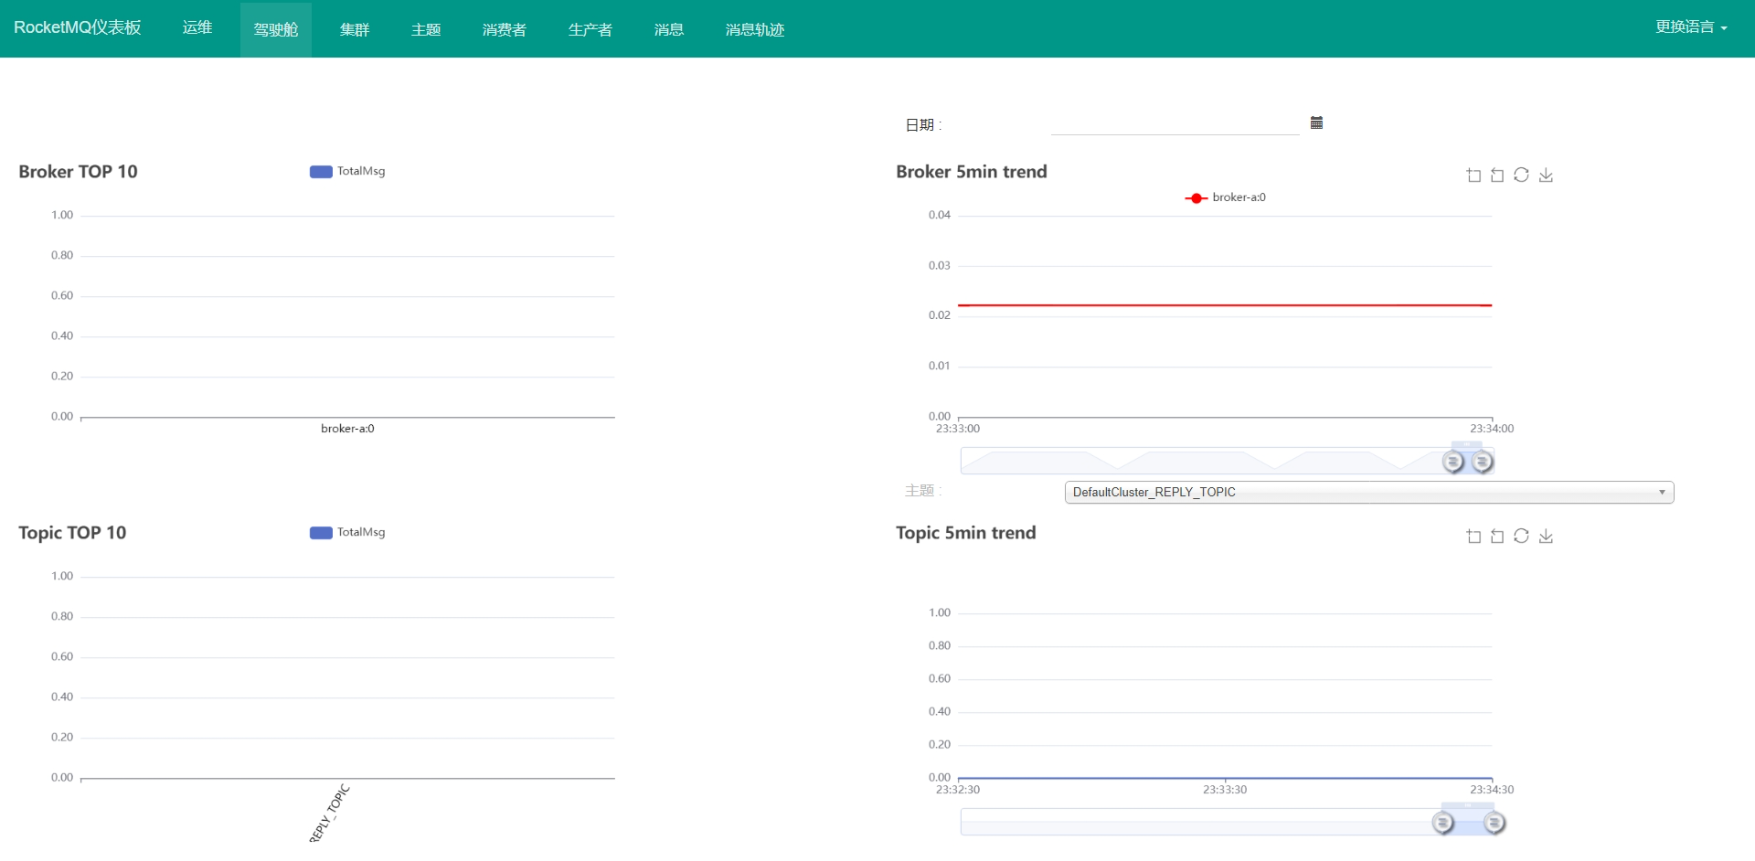 RocketMQ仪表板 运维 驾驶舱 集群 主题 消费者 生产者 消息 消息轨迹 更换语言
日期 :
Broker TOP 10
TotalMsg
1.00
0.80
0.60
0.40
0.20
0.00
broker-a:0
Broker 5min trend
broker-a:0
0.04
0.03
0.02
0.01
0.00
23:33:00 23:34:00
主题 :
DefaultCluster_REPLY_TOPIC
Topic TOP 10
TotalMsg
1.00
0.80
0.60
0.40
0.20
0.00
REPLY_TOPIC
Topic 5min trend
1.00
0.80
0.60
0.40
0.20
0.00
23:32:30 23:33:30 23:34:30